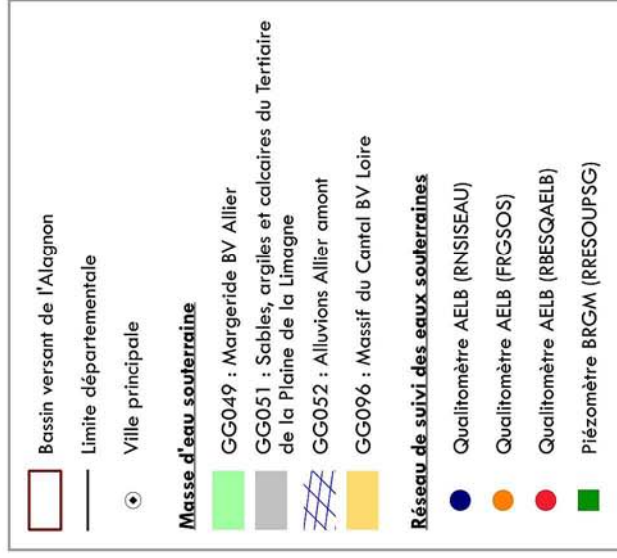 Bassin versant de l'Alagnon
Limite départementale
Ville principale
Masse d'eau souterraine
GG049 : Margeride BV Allier
GG051 : Sables, argiles et calcaires du Tertiaire
de la Plaine de la Limagne
GG052 : Alluvions Allier amont
GG096 : Massif du Cantal BV Loire
Réseau de suivi des eaux souterraines
Qualitomètre AELB (RNSISEAU)
Qualitomètre AELB (FRGSOS)
Qualitomètre AELB (RBESQAELB)
Piézomètre BRGM (RRESOUPSG)